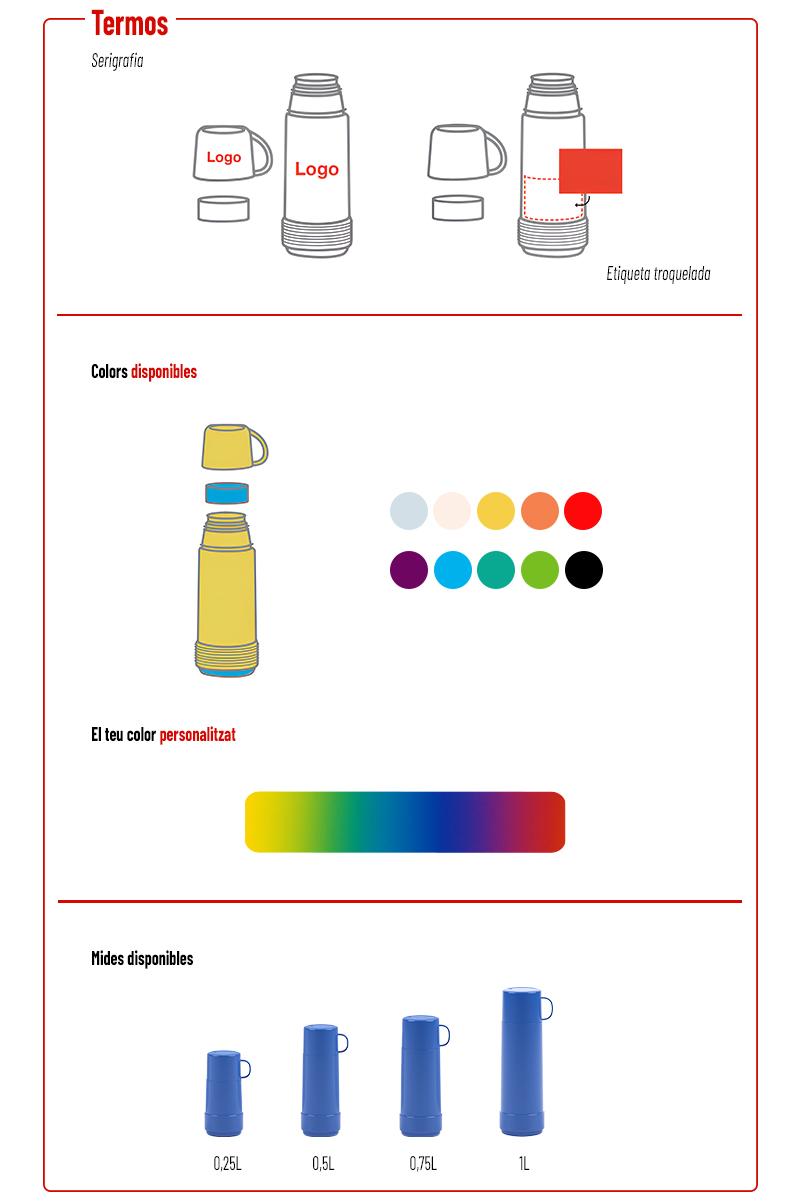 Termos
Serigrafia
Logo
Logo
Etiqueta troquelada
Colors disponibles
El teu color personalitzat
Mides disponibles
0,25L 0,5L 0,75L 1L